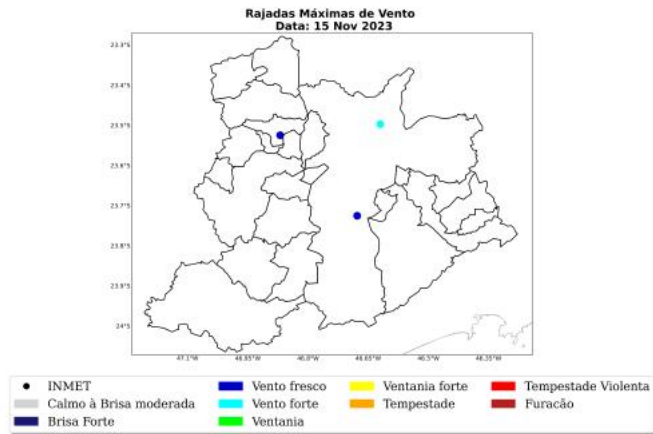 Rajadas Máximas de Vento
Data: 15 Nov 2023
23.3°S
23.4°S
23.9°S
23.6°S
23.7°S
23.8°S
23.9°S
24°S
47.1°W
46.95°W
46.8°W
46.65°W
46.5°W
46.35°W
INMET
Vento fresco
Ventania forte
Tempestade Violenta
Calmo à Brisa moderada
Vento forte
Tempestade
Furacão
Brisa Forte
Ventania